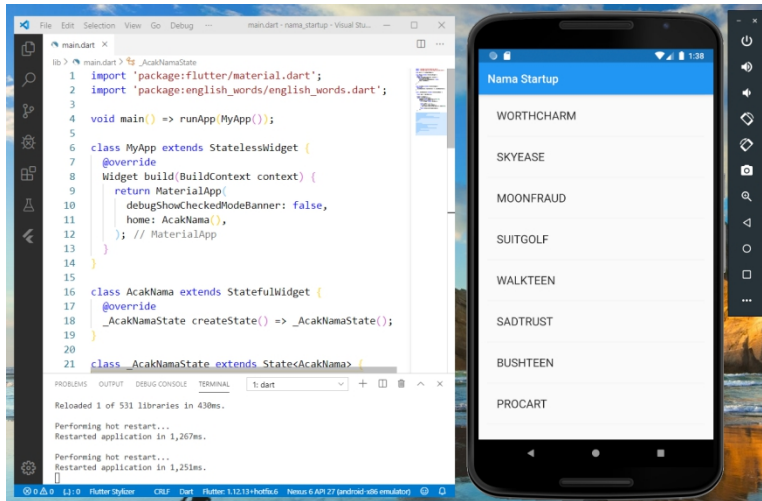 File Edit Selection View Go Debug ··· main.dart - nama_startup - Visual Stu...
main.dart
lib > main.dart > _AcakNamaState
1 import 'package:flutter/material.dart';
2 import 'package:english_words/english_words.dart';
3
4 void main() => runApp(MyApp());
5
6 class MyApp extends StatelessWidget {
7 @override
8 Widget build(BuildContext context) {
9 return MaterialApp(
10 debugShowCheckedModeBanner: false,
11 home: AcakNama(),
12 ); // MaterialApp
13 }
14 }
15
16 class AcakNama extends StatefulWidget {
17 @override
18 _AcakNamaState createState() => _AcakNamaState();
19 }
20
21 class _AcakNamaState extends State<AcakNama> {
PROBLEMS OUTPUT DEBUG CONSOLE TERMINAL 1: dart
Reloaded 1 of 531 libraries in 430ms.
Performing hot restart...
Restarted application in 1,267ms.
Performing hot restart...
Restarted application in 1,251ms.
0 0 {..}: 0 Flutter Stylizer CRLF Dart Flutter: 1.12.13+hotfix.6 Nexus 6 API 27 (android-x86 emulator)
1:38
Nama Startup
WORTHCHARM
SKYEASE
MOONFRAUD
SUITGOLF
WALKTEEN
SADTRUST
BUSHTEEN
PROCART